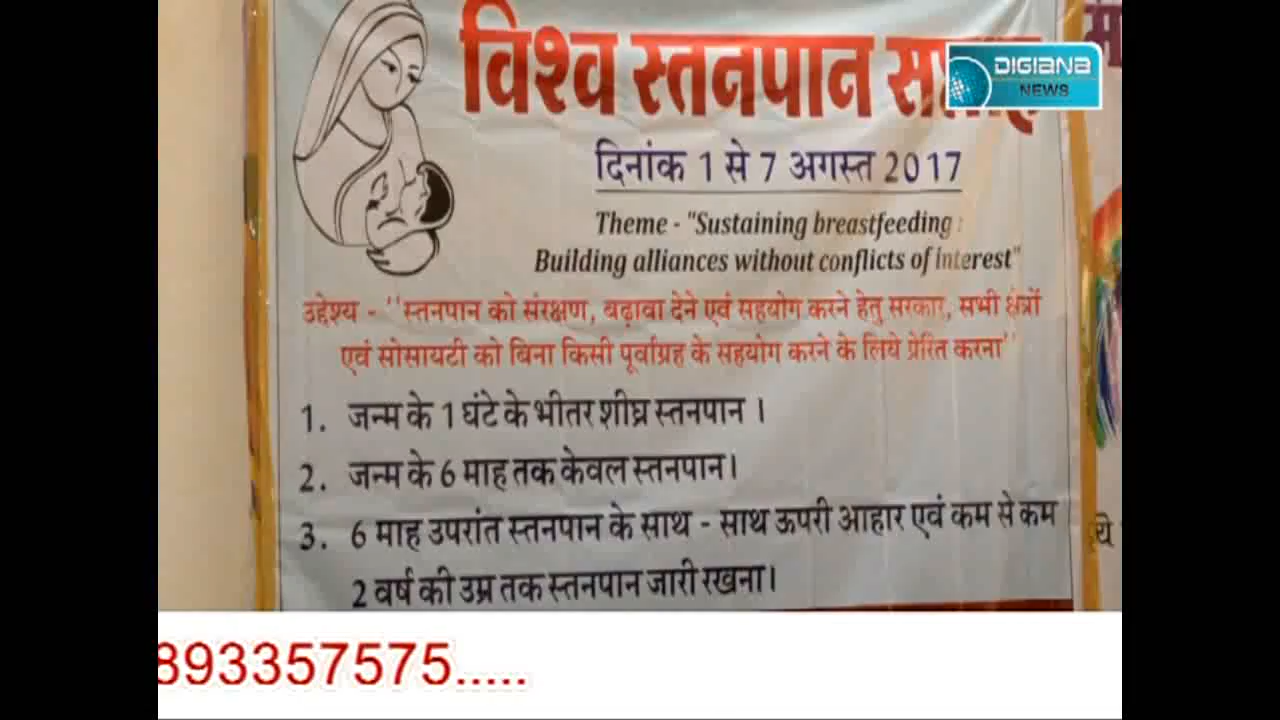 विश्व स्तनपान
DIGIANA
NEWS
दिनांक 1 से 7 अगस्त 2017
Theme - "Sustaining breastfeeding :
Building alliances without conflicts of interest"
उद्देश्य - ''स्तनपान को संरक्षण, बढ़ावा देने एवं सहयोग करने हेतु सरकार, सभी क्षेत्रों
एवं सोसायटी को बिना किसी पूर्वाग्रह के सहयोग करने के लिये प्रेरित करना''
1. जन्म के 1 घंटे के भीतर शीघ्र स्तनपान ।
2. जन्म के 6 माह तक केवल स्तनपान।
3. 6 माह उपरांत स्तनपान के साथ - साथ ऊपरी आहार एवं कम से कम
2 वर्ष की उम्र तक स्तनपान जारी रखना।
893357575.....